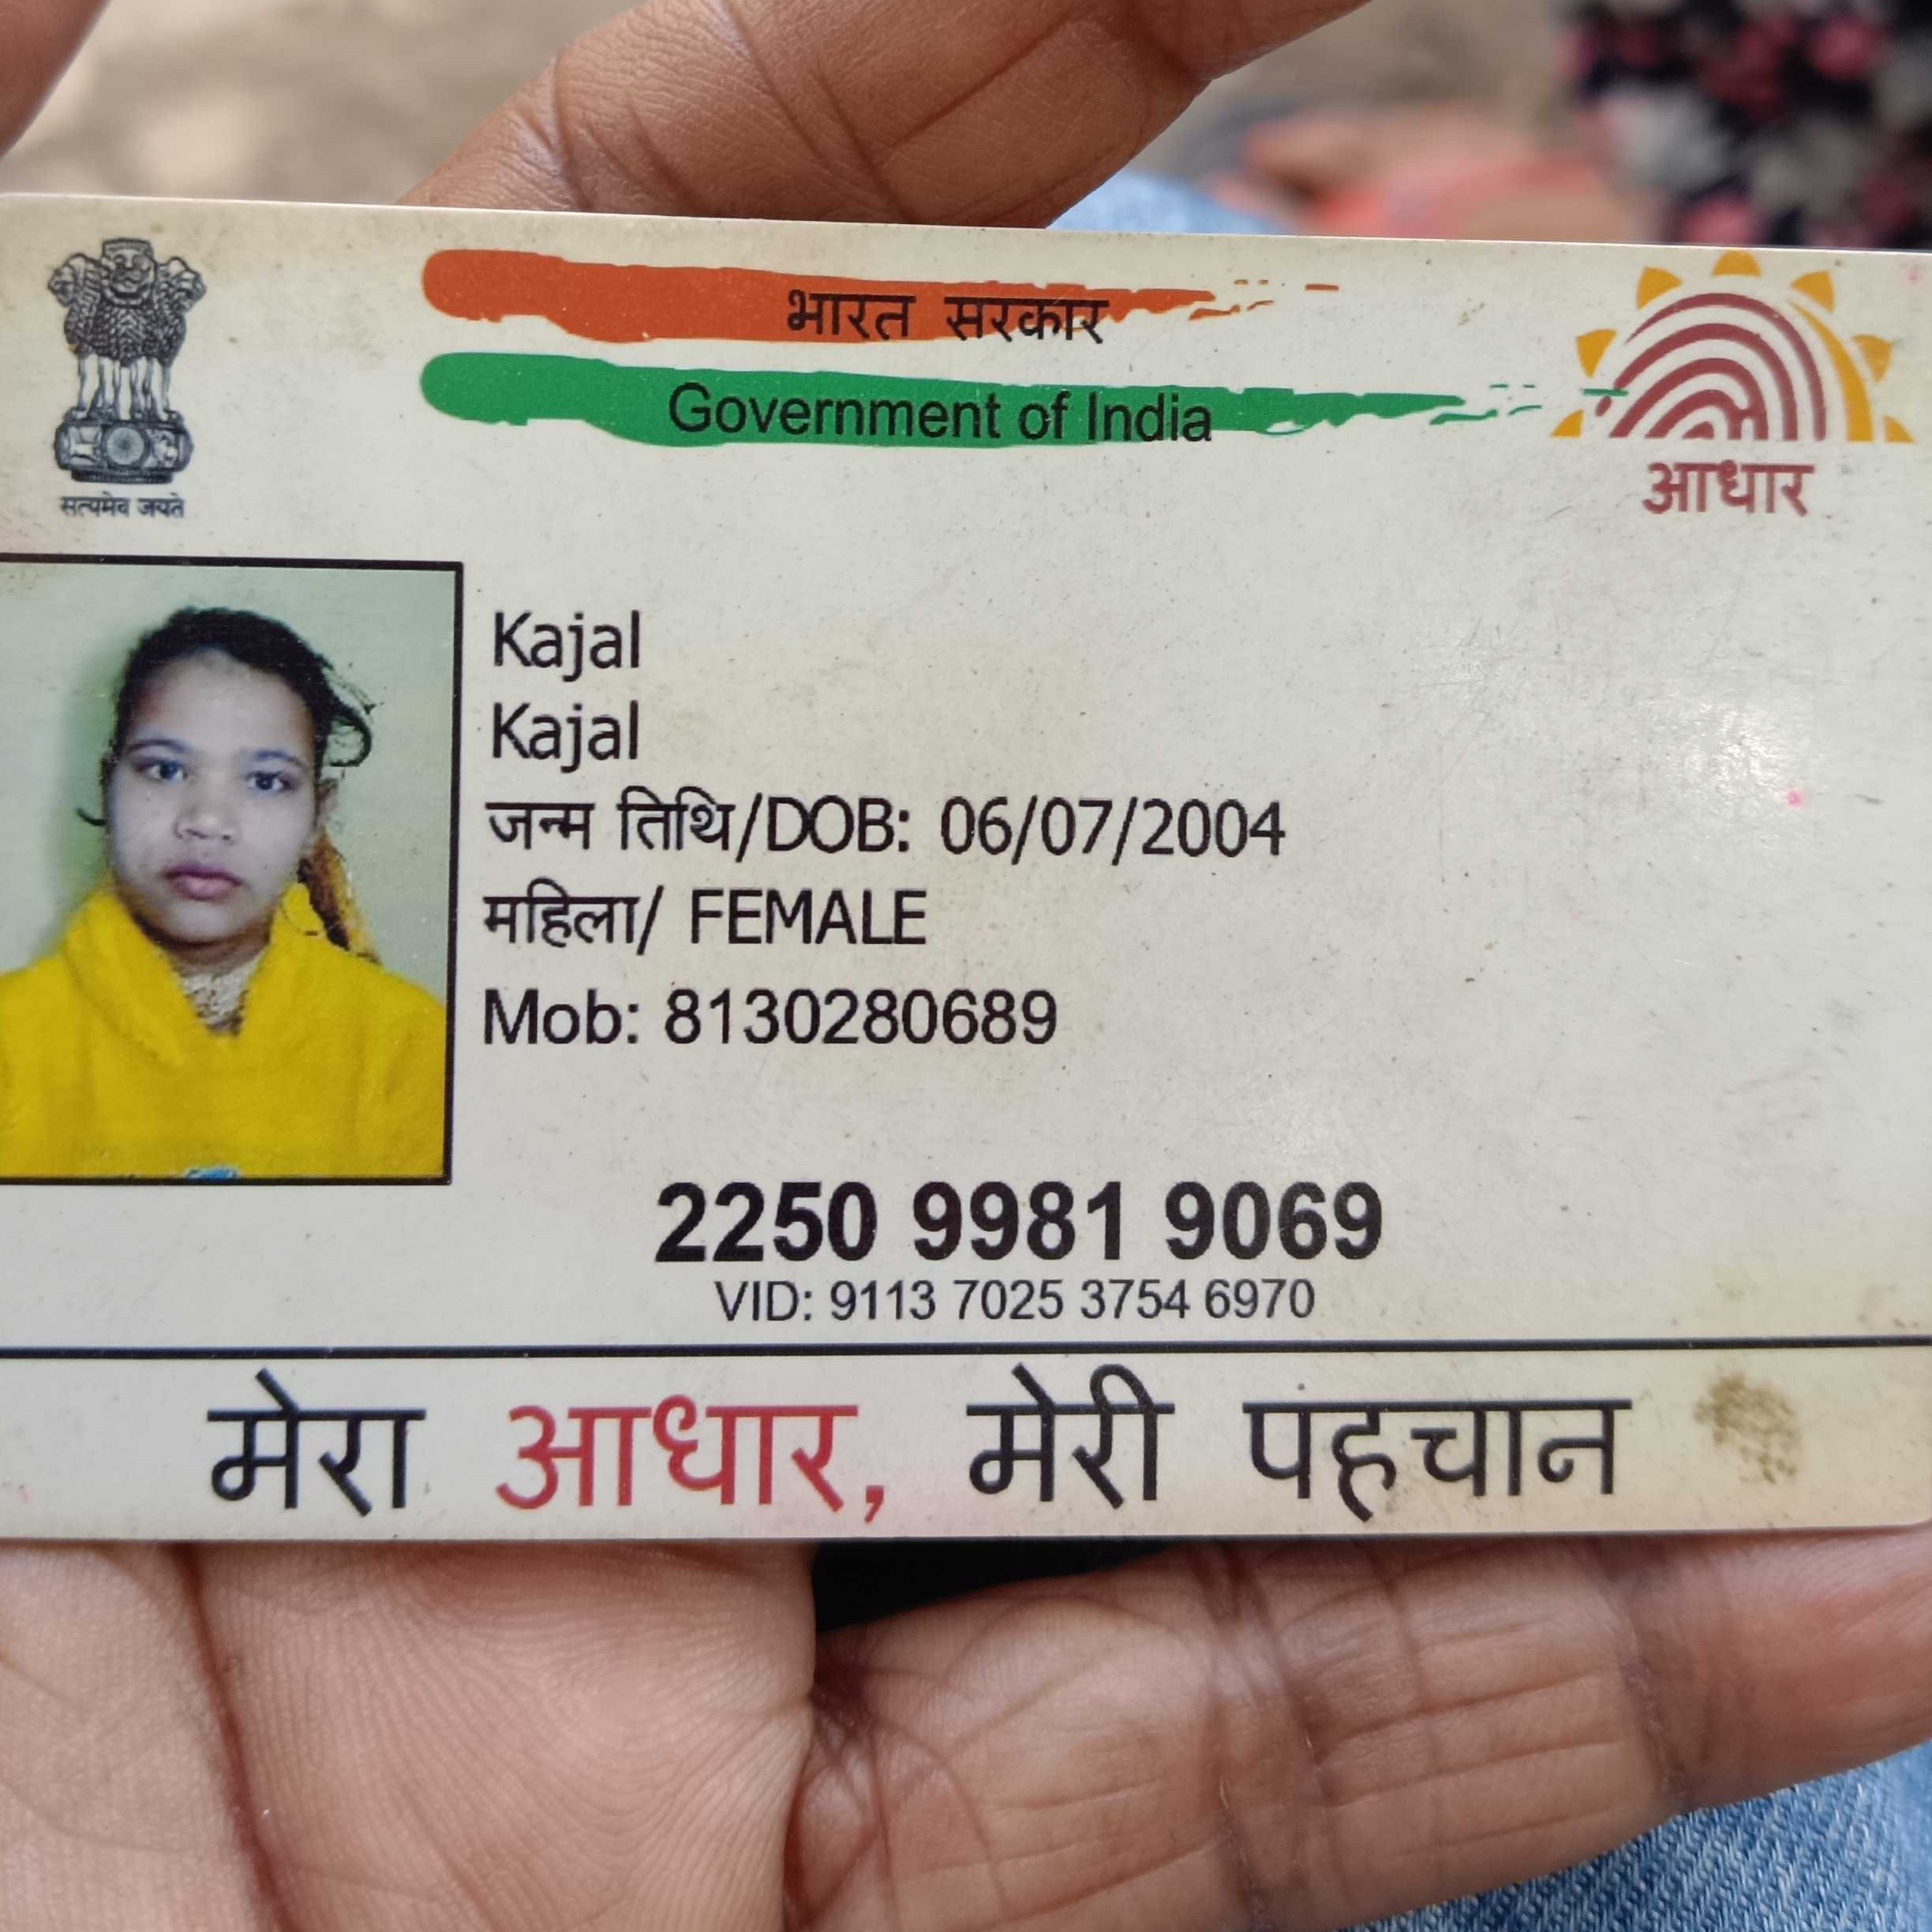 भारत सरकार
Government of India
सत्यमेव जयते
आधार
Kajal
Kajal
जन्म तिथि/DOB: 06/07/2004
महिला/ FEMALE
Mob: 8130280689
2250 9981 9069
VID: 9113 7025 3754 6970
मेरा आधार, मेरी पहचान